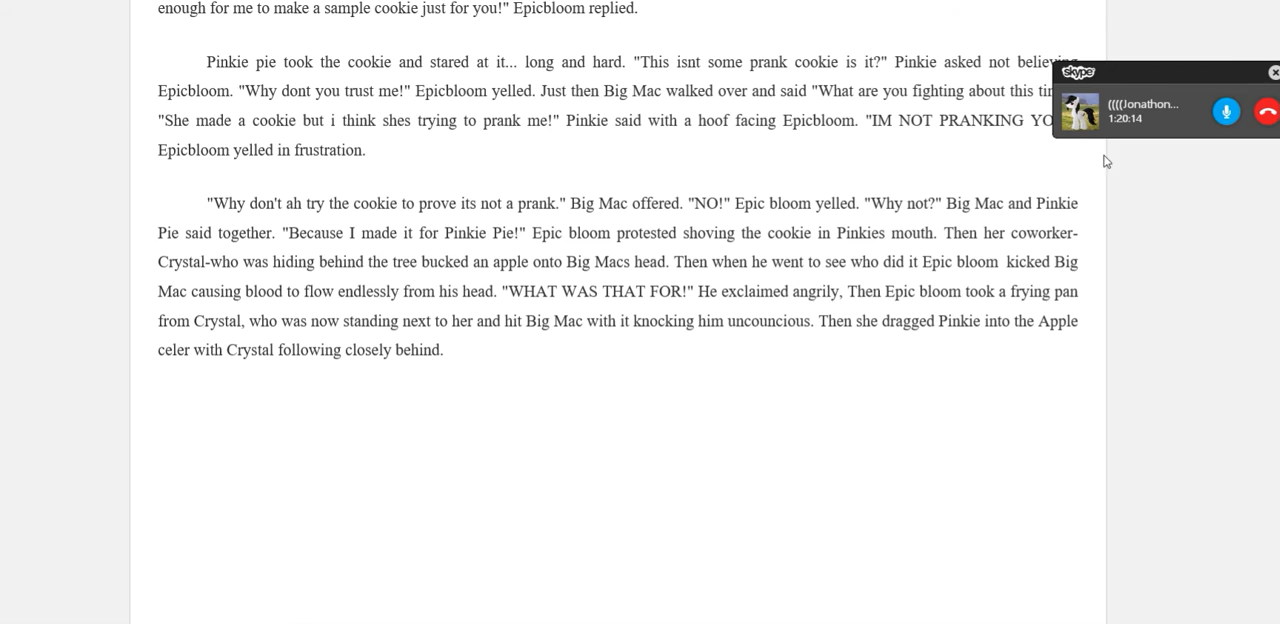 enough for me to make a sample cookie just for you!" Epicbloom replied.
Pinkie pie took the cookie and stared at it... long and hard. "This isnt some prank cookie is it?" Pinkie asked not believing
Epicbloom. "Why dont you trust me!" Epicbloom yelled. Just then Big Mac walked over and said "What are you fighting about this
"She made a cookie but i think shes trying to prank me!" Pinkie said with a hoof facing Epicbloom. "IM NOT PRANKING
Epicbloom yelled in frustration.
"Why don't ah try the cookie to prove its not a prank." Big Mac offered. "NO!" Epic bloom yelled. "Why not?" Big Mac and Pinkie
Pie said together. "Because I made it for Pinkie Pie!" Epic bloom protested shoving the cookie in Pinkies mouth. Then her coworker-
Crystal-who was hiding behind the tree bucked an apple onto Big Macs head. Then when he went to see who did it Epic bloom kicked Big
Mac causing blood to flow endlessly from his head. "WHAT WAS THAT FOR!" He exclaimed angrily, Then Epic bloom took a frying pan
from Crystal, who was now standing next to her and hit Big Mac with it knocking him uncouncious. Then she dragged Pinkie into the Apple
celer with Crystal following closely behind.
skype
((((Jonathon...
1:20:14